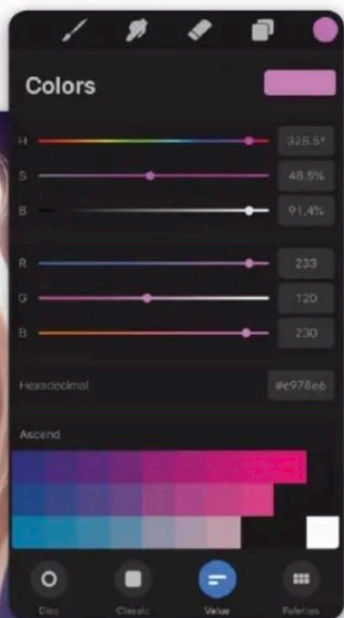 Colors
H 328.5°
S 48.5%
B 91.4%
R 233
G 120
B 230
Hexadecimal #e978e6
Ascend
Disc Classic Value Palettes